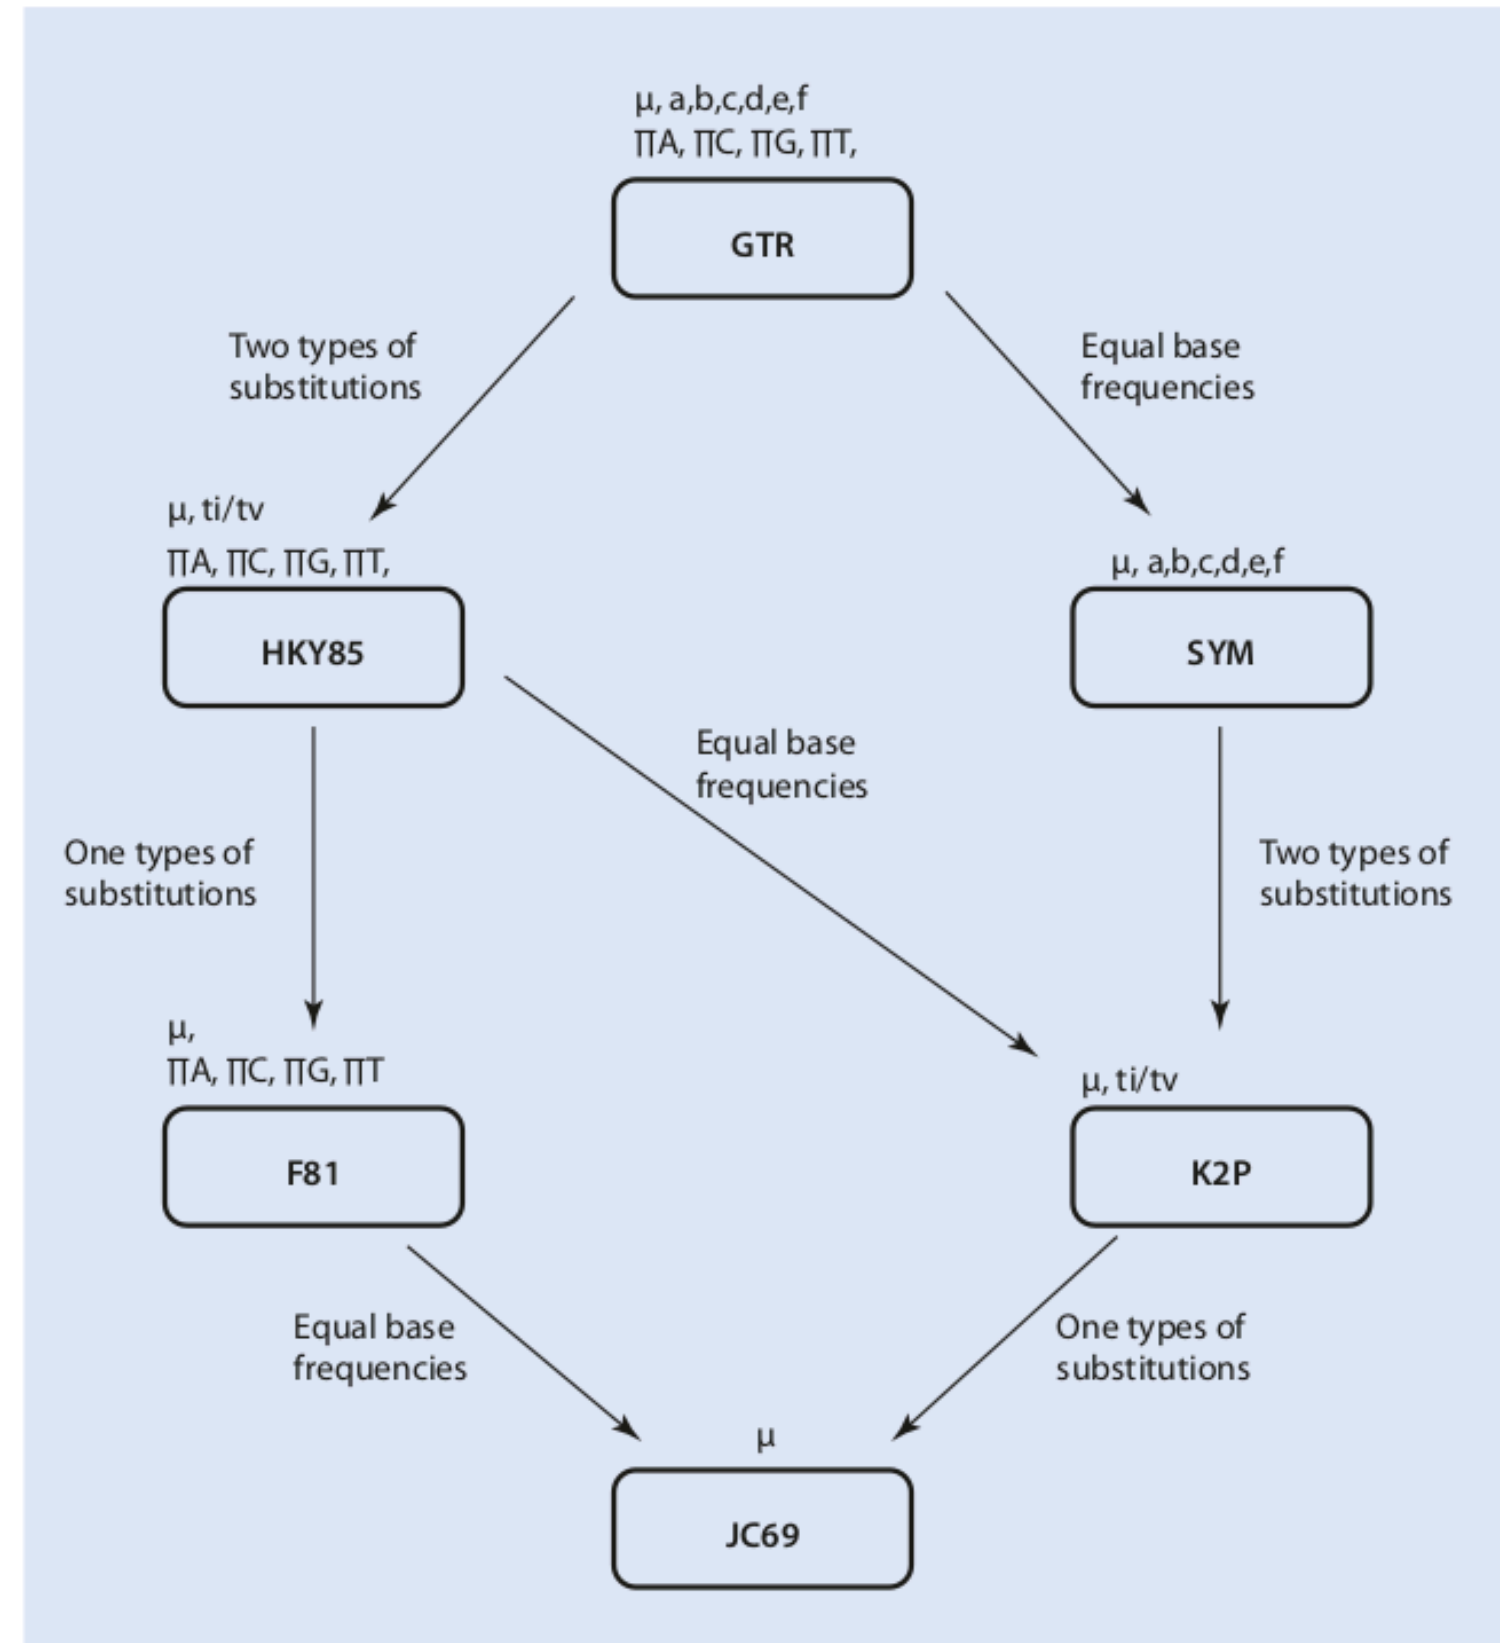 μ, a,b,c,d,e,f
∏A, ∏C, ∏G, ∏T,
GTR
Two types of
substitutions
Equal base
frequencies
μ, ti/tv
∏A, ∏C, ∏G, ∏T,
HKY85
μ, a,b,c,d,e,f
SYM
Equal base
frequencies
One types of
substitutions
Two types of
substitutions
μ,
∏A, ∏C, ∏G, ∏T
F81
μ, ti/tv
K2P
Equal base
frequencies
One types of
substitutions
μ
JC69